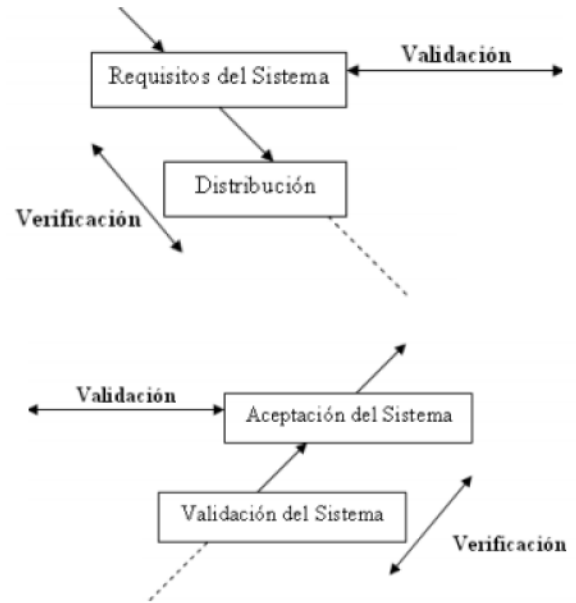 Validación
Requisitos del Sistema
Distribución
Verificación
Validación
Aceptación del Sistema
Validación del Sistema
Verificación